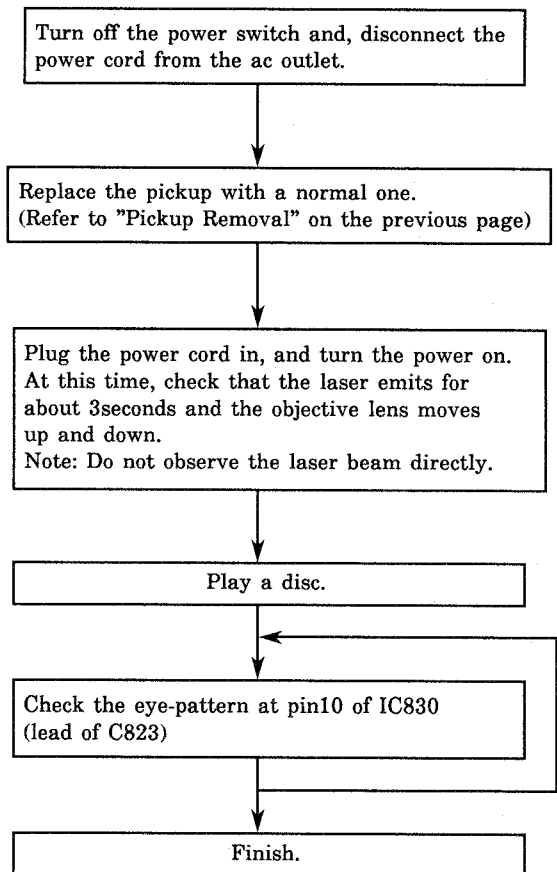 Turn off the power switch and, disconnect the
power cord from the ac outlet.
Replace the pickup with a normal one.
(Refer to ”Pickup Removal” on the previous page)
Plug the power cord in, and turn the power on.
At this time, check that the laser emits for
about 3seconds and the objective lens moves
up and down.
Note: Do not observe the laser beam directly.
Play a disc.
Check the eye-pattern at pin10 of IC830
(lead of C823)
Finish.